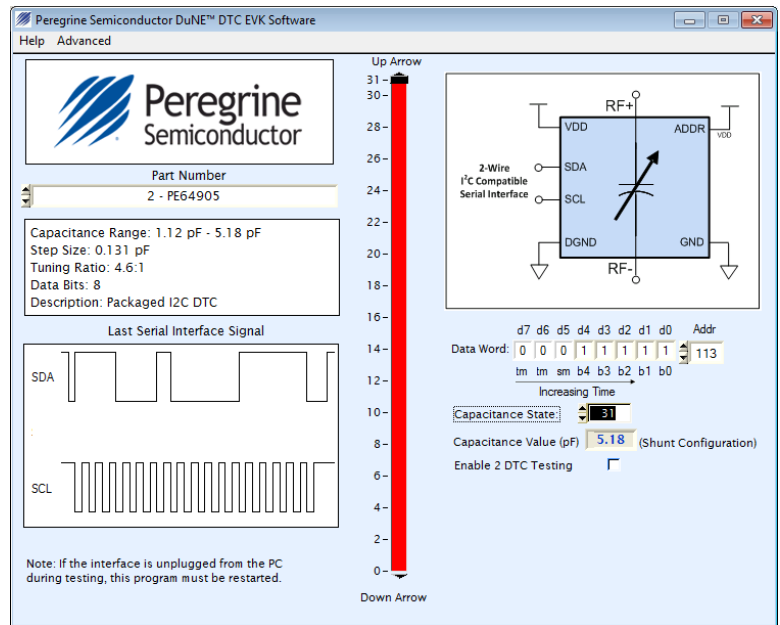 Peregrine Semiconductor DuNE™ DTC EVK Software
Help Advanced
Peregrine
Semiconductor
Part Number
2 - PE64905
Capacitance Range: 1.12 pF - 5.18 pF
Step Size: 0.131 pF
Tuning Ratio: 4.6:1
Data Bits: 8
Description: Packaged I2C DTC
Last Serial Interface Signal
SDA
SCL
Note: If the interface is unplugged from the PC
during testing, this program must be restarted.
Up Arrow
31
30
28
26
24
22
20
18
16
14
12
10
8
6
4
2
0
Down Arrow
RF+
VDD
ADDR
VDD
2-Wire
I²C Compatible
Serial Interface
SDA
SCL
DGND
GND
RF-
d7 d6 d5 d4 d3 d2 d1 d0 Addr
Data Word: 0 0 0 1 1 1 1 1 113
tm tm sm b4 b3 b2 b1 b0
Increasing Time
Capacitance State: 31
Capacitance Value (pF) 5.18 (Shunt Configuration)
Enable 2 DTC Testing